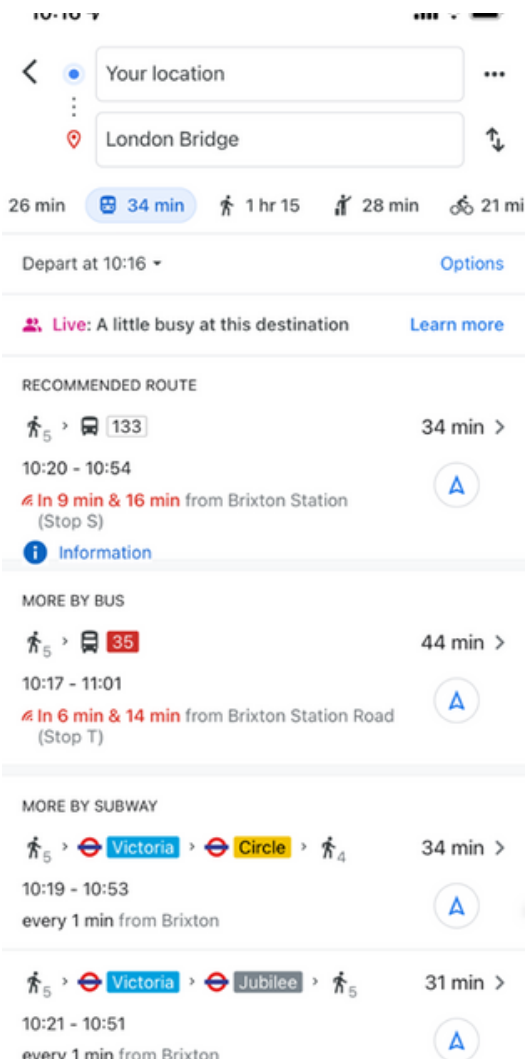 10:16
Your location
London Bridge
26 min 34 min 1 hr 15 28 min 21 mi
Depart at 10:16 Options
Live: A little busy at this destination Learn more
RECOMMENDED ROUTE
5 133 34 min
10:20 - 10:54
In 9 min & 16 min from Brixton Station
(Stop S)
i Information
MORE BY BUS
5 35 44 min
10:17 - 11:01
In 6 min & 14 min from Brixton Station Road
(Stop T)
MORE BY SUBWAY
5 Victoria Circle 4 34 min
10:19 - 10:53
every 1 min from Brixton
5 Victoria Jubilee 5 31 min
10:21 - 10:51
every 1 min from Brixton